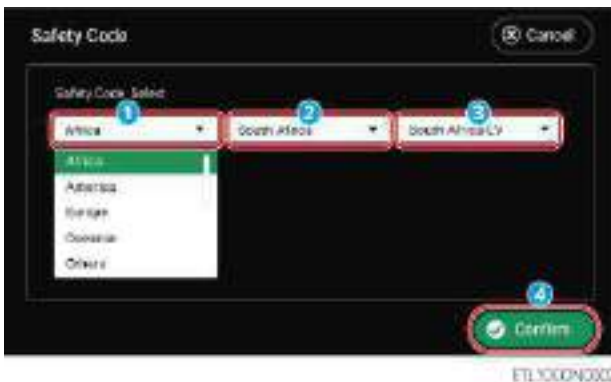 Safety Code
Cancel
Safety Code Select
1
2
3
Africa
South Africa
South Africa LV
Africa
America
Europe
Oceania
Others
4
Confirm